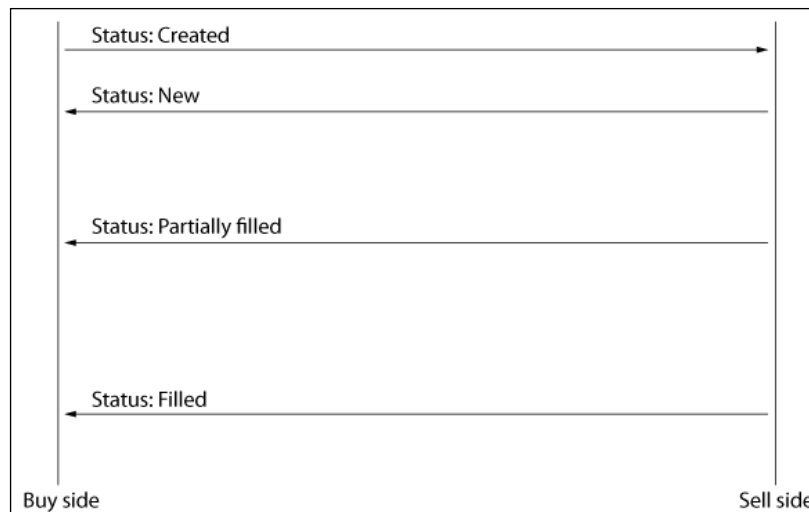 Status: Created
Status: New
Status: Partially filled
Status: Filled
Buy side
Sell side